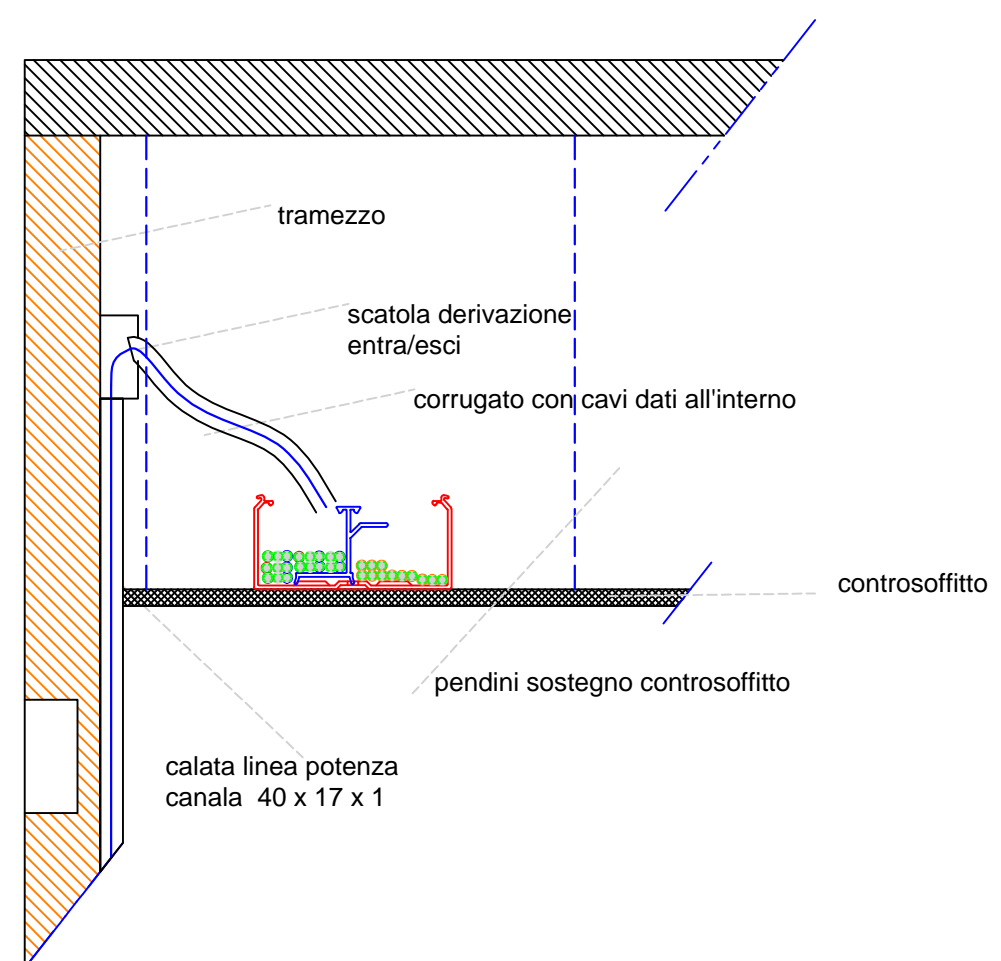 tramezzo
scatola derivazione
entra/esci
corrugato con cavi dati all'interno
controsoffitto
pendini sostegno controsoffitto
calata linea potenza
canala 40 x 17 x 1